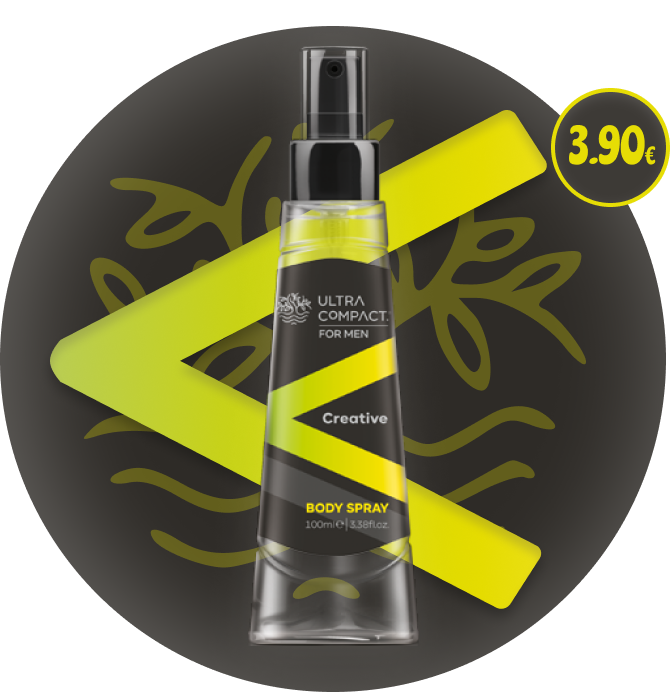 3.90€
ULTRA
COMPACT.
FOR MEN
Creative
BODY SPRAY
100ml℮|3.38fl.oz.